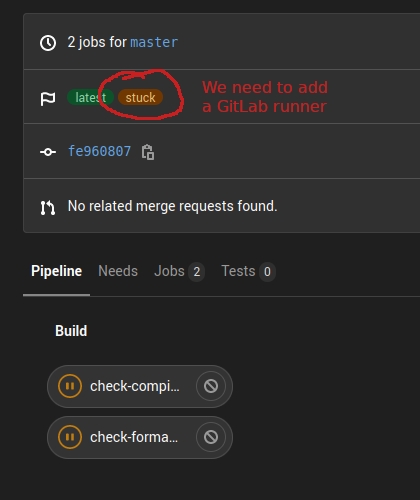 2 jobs for master
latest stuck
We need to add
a GitLab runner
fe960807
No related merge requests found.
Pipeline Needs Jobs 2 Tests 0
Build
check-compi...
check-forma...